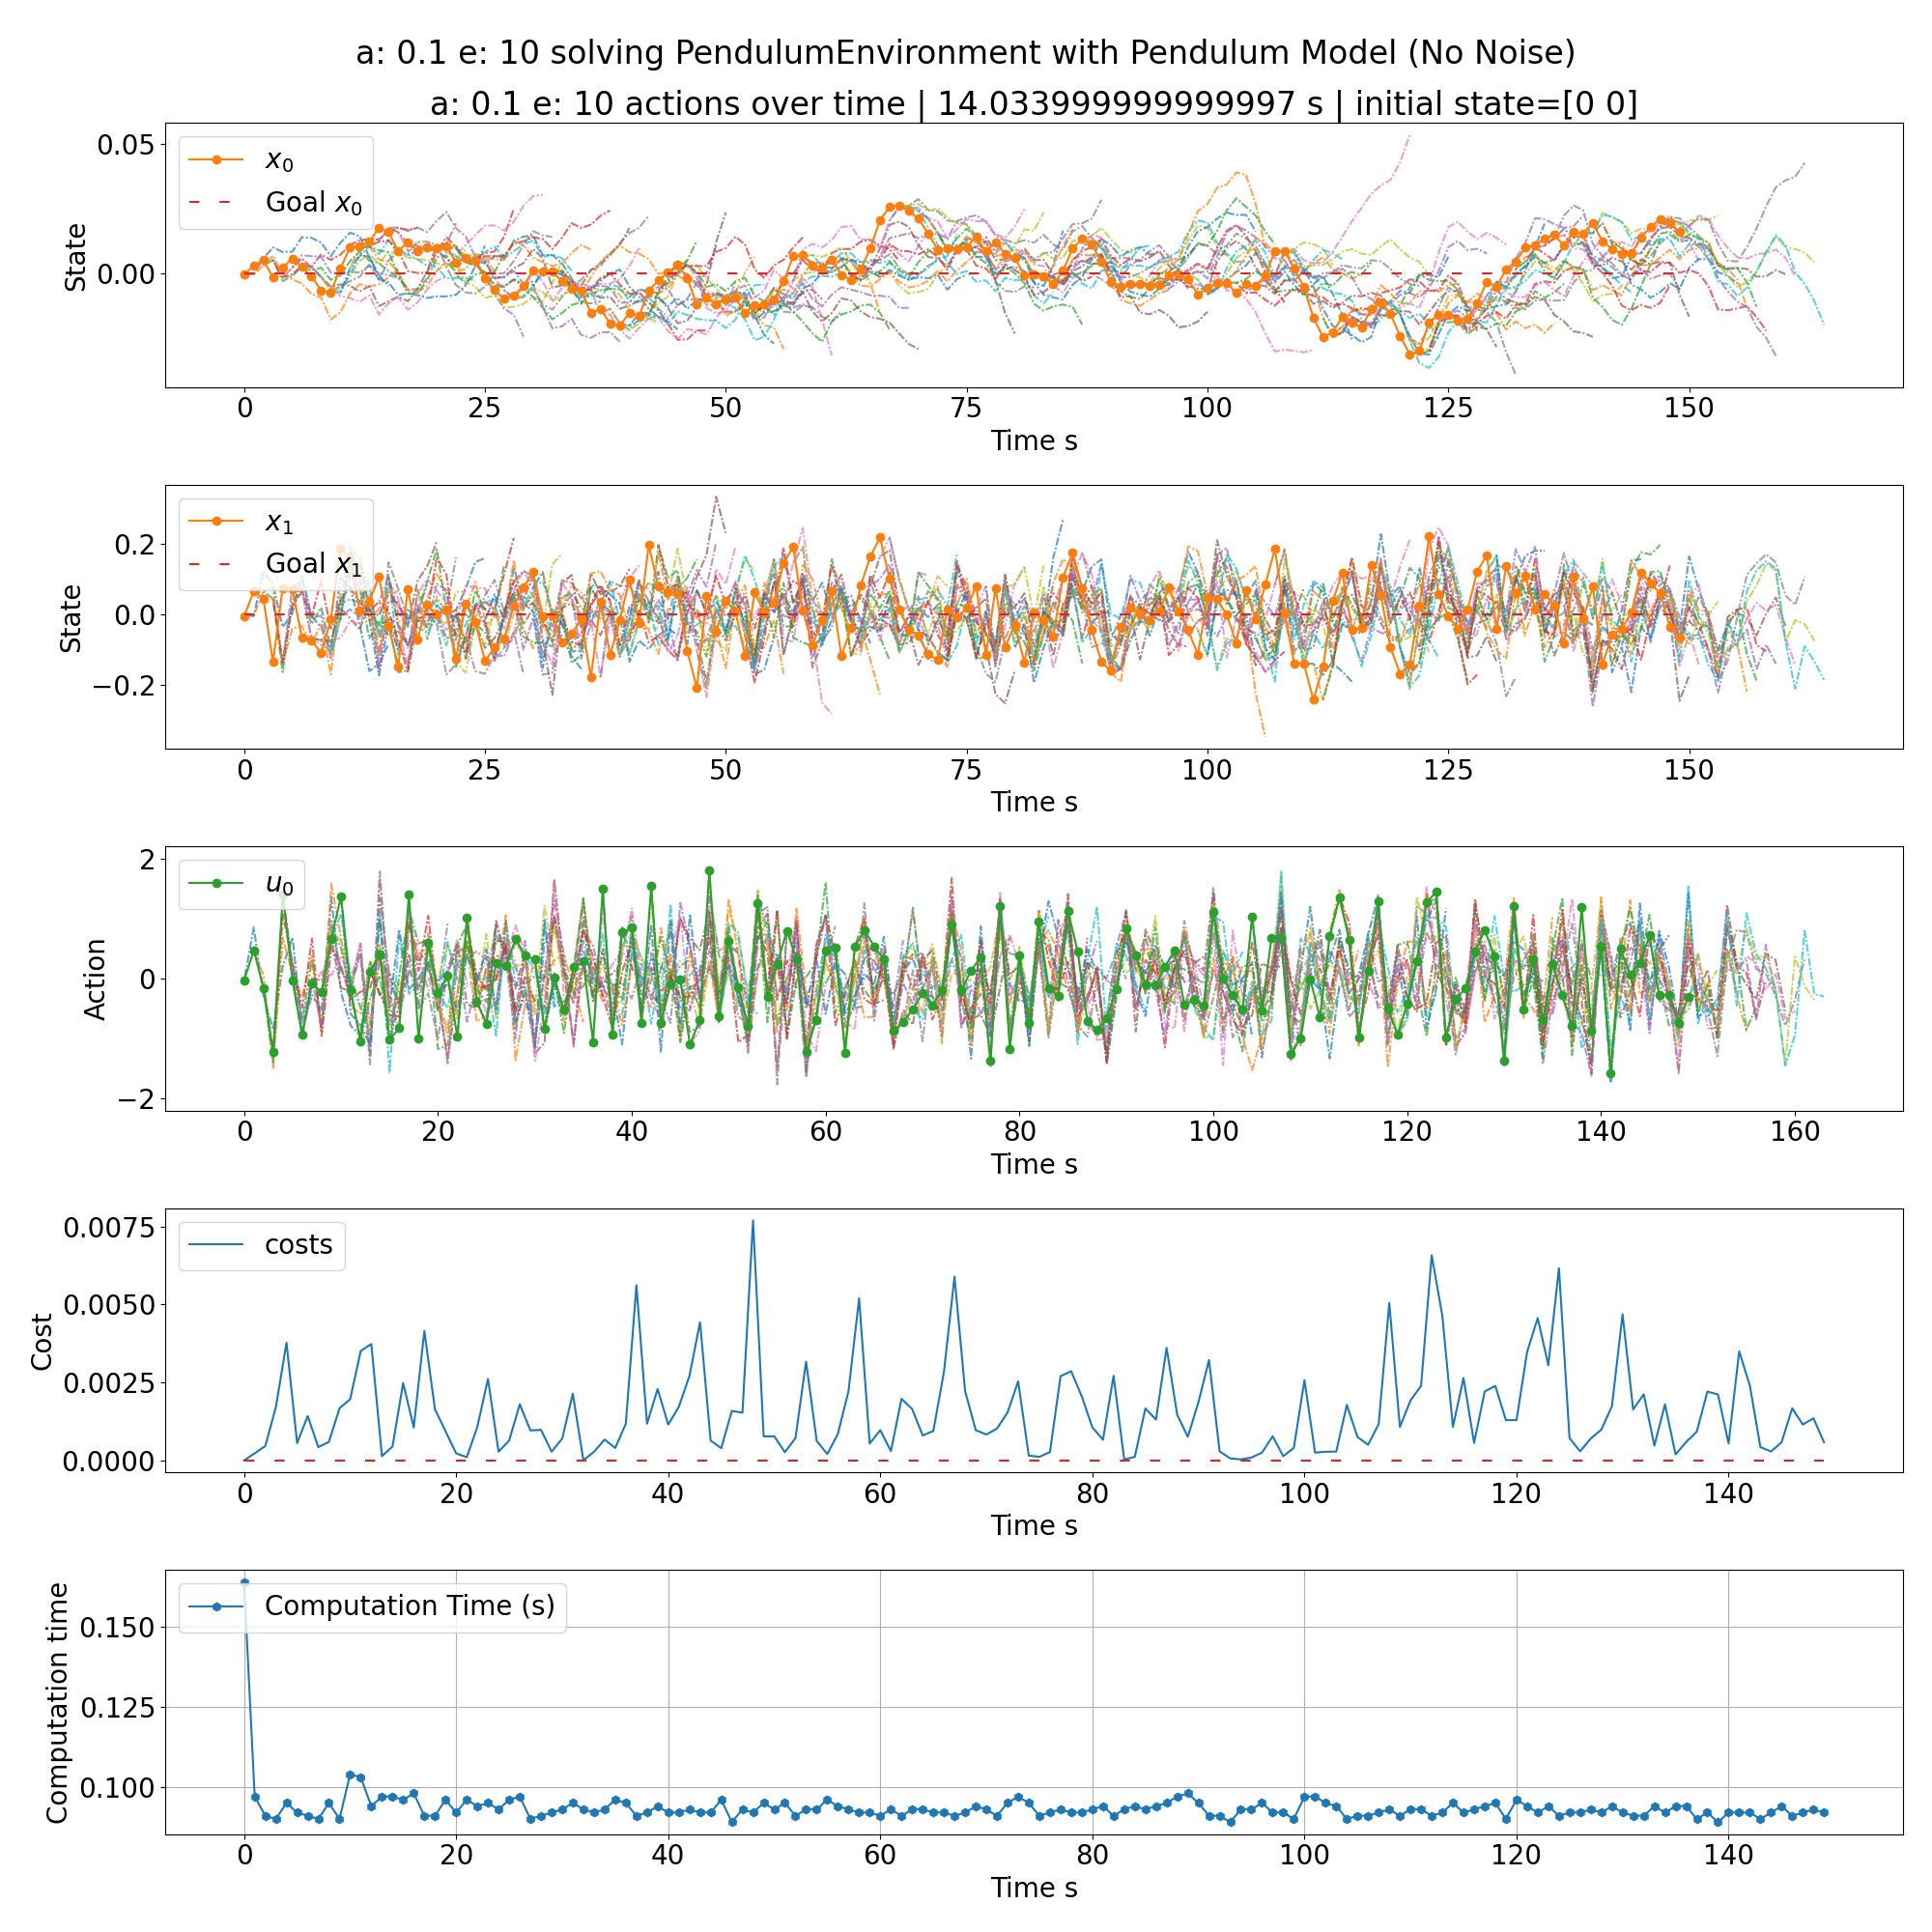 a: 0.1 e: 10 solving PendulumEnvironment with Pendulum Model (No Noise)
a: 0.1 e: 10 actions over time | 14.033999999999997 s | initial state=[0 0]
State
0.05
0.00
x₀
Goal x₀
0 25 50 75 100 125 150
Time s
State
0.2
0.0
−0.2
x₁
Goal x₁
0 25 50 75 100 125 150
Time s
Action
2
0
−2
u₀
0 20 40 60 80 100 120 140 160
Time s
Cost
0.0075
0.0050
0.0025
0.0000
costs
0 20 40 60 80 100 120 140
Time s
Computation time
0.150
0.125
0.100
Computation Time (s)
0 20 40 60 80 100 120 140
Time s